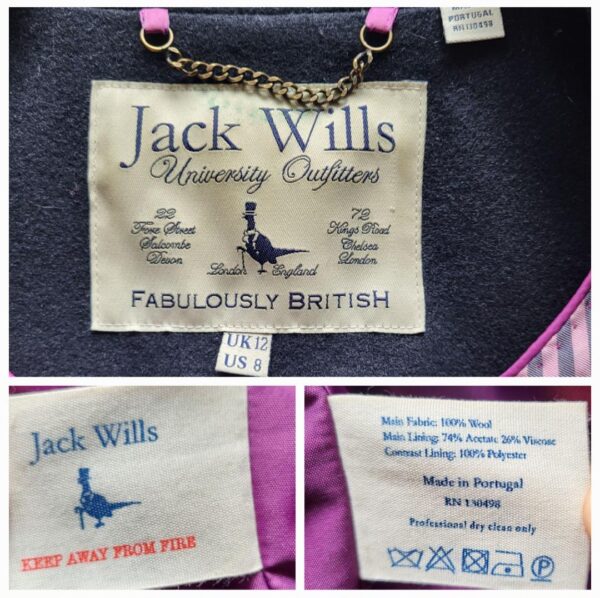 PORTUGAL
RN 130498
Jack Wills
University Outfitters
22
Fore Street
Salcombe
Devon
72
Kings Road
Chelsea
London
London England
FABULOUSLY BRITISH
UK 12
US 8
Jack Wills
KEEP AWAY FROM FIRE
Main Fabric: 100% Wool
Main Lining: 74% Acetate 26% Viscose
Contrast Lining: 100% Polyester
Made in Portugal
RN 130498
Professional dry clean only
P